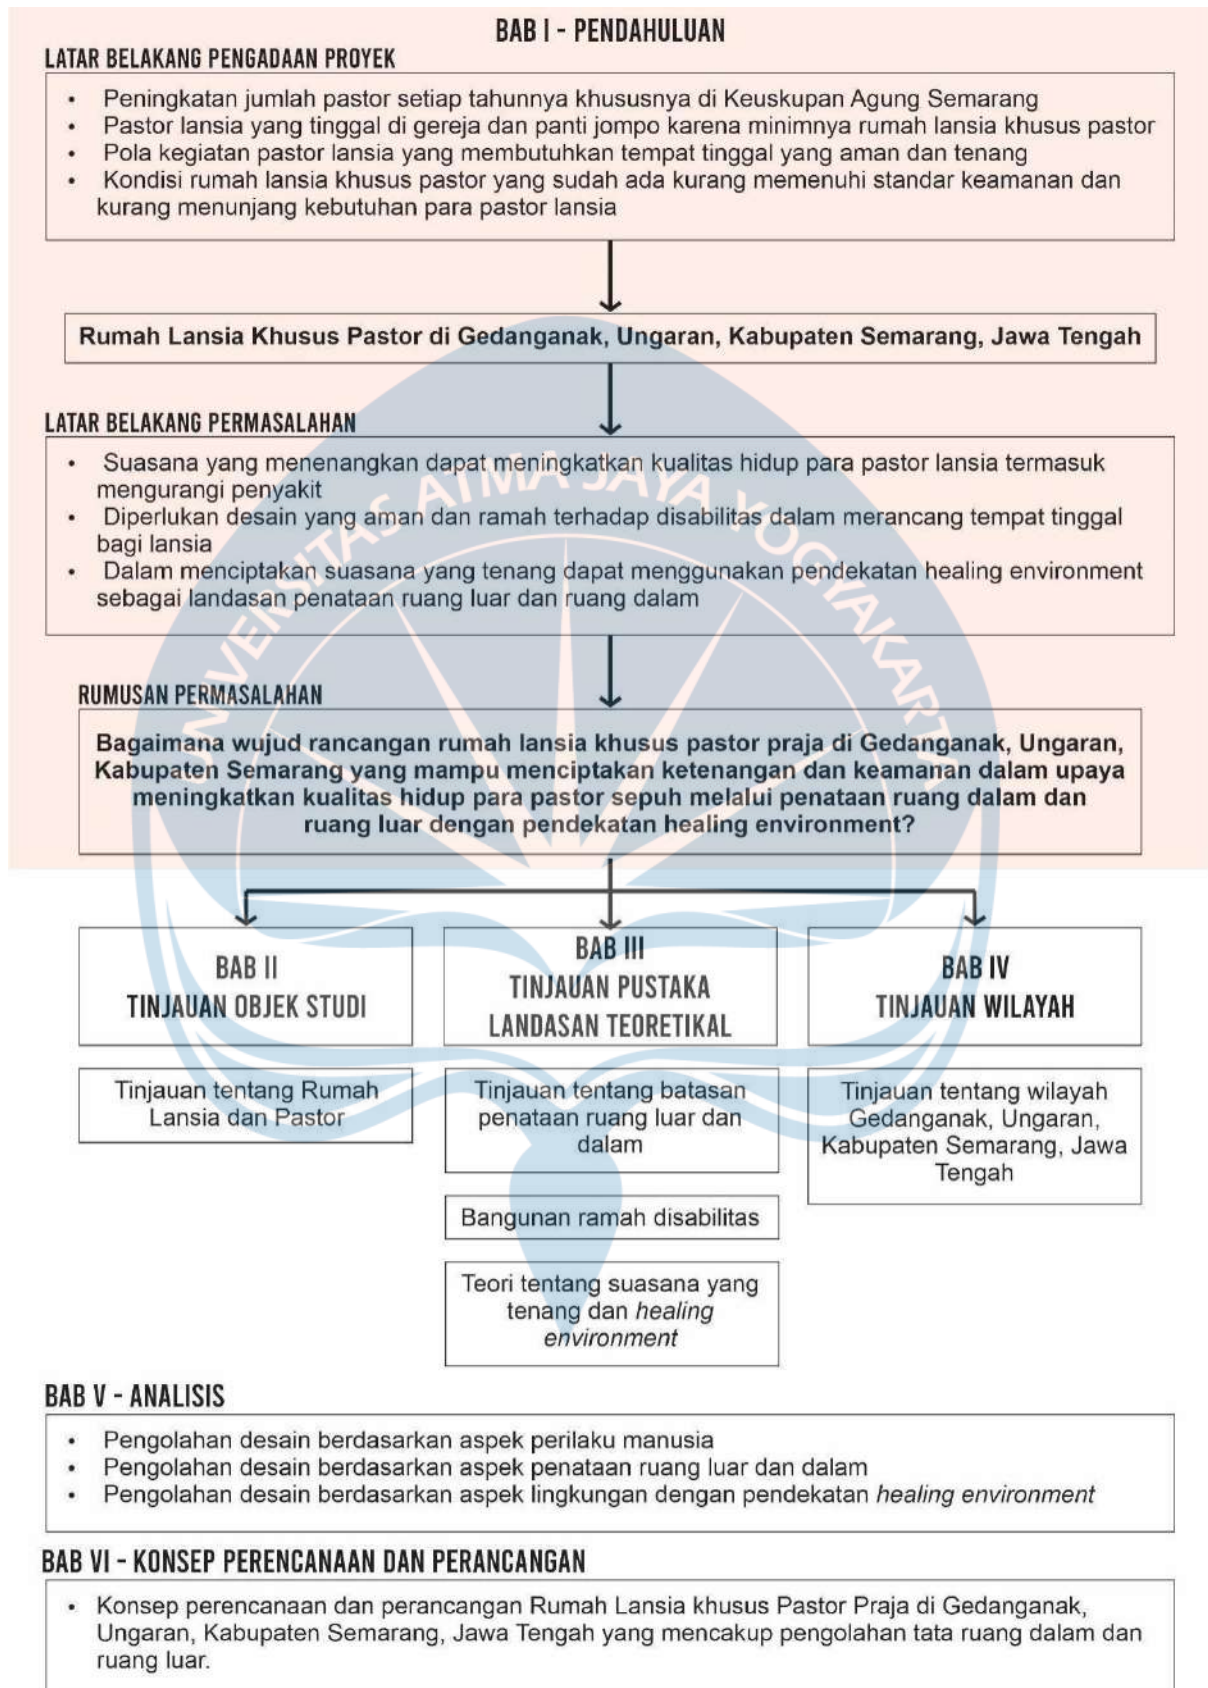 BAB I - PENDAHULUAN
LATAR BELAKANG PENGADAAN PROYEK
• Peningkatan jumlah pastor setiap tahunnya khususnya di Keuskupan Agung Semarang
• Pastor lansia yang tinggal di gereja dan panti jompo karena minimnya rumah lansia khusus pastor
• Pola kegiatan pastor lansia yang membutuhkan tempat tinggal yang aman dan tenang
• Kondisi rumah lansia khusus pastor yang sudah ada kurang memenuhi standar keamanan dan
kurang menunjang kebutuhan para pastor lansia
Rumah Lansia Khusus Pastor di Gedanganak, Ungaran, Kabupaten Semarang, Jawa Tengah
LATAR BELAKANG PERMASALAHAN
• Suasana yang menenangkan dapat meningkatkan kualitas hidup para pastor lansia termasuk
mengurangi penyakit
• Diperlukan desain yang aman dan ramah terhadap disabilitas dalam merancang tempat tinggal
bagi lansia
• Dalam menciptakan suasana yang tenang dapat menggunakan pendekatan healing environment
sebagai landasan penataan ruang luar dan ruang dalam
UNIVERSITAS ATMA JAYA YOGYAKARTA
RUMUSAN PERMASALAHAN
Bagaimana wujud rancangan rumah lansia khusus pastor praja di Gedanganak, Ungaran,
Kabupaten Semarang yang mampu menciptakan ketenangan dan keamanan dalam upaya
meningkatkan kualitas hidup para pastor sepuh melalui penataan ruang dalam dan
ruang luar dengan pendekatan healing environment?
BAB II
TINJAUAN OBJEK STUDI
Tinjauan tentang Rumah
Lansia dan Pastor
BAB III
TINJAUAN PUSTAKA
LANDASAN TEORETIKAL
Tinjauan tentang batasan
penataan ruang luar dan
dalam
Bangunan ramah disabilitas
Teori tentang suasana yang
tenang dan healing
environment
BAB IV
TINJAUAN WILAYAH
Tinjauan tentang wilayah
Gedanganak, Ungaran,
Kabupaten Semarang, Jawa
Tengah
BAB V - ANALISIS
• Pengolahan desain berdasarkan aspek perilaku manusia
• Pengolahan desain berdasarkan aspek penataan ruang luar dan dalam
• Pengolahan desain berdasarkan aspek lingkungan dengan pendekatan healing environment
BAB VI - KONSEP PERENCANAAN DAN PERANCANGAN
• Konsep perencanaan dan perancangan Rumah Lansia khusus Pastor Praja di Gedanganak,
Ungaran, Kabupaten Semarang, Jawa Tengah yang mencakup pengolahan tata ruang dalam dan
ruang luar.